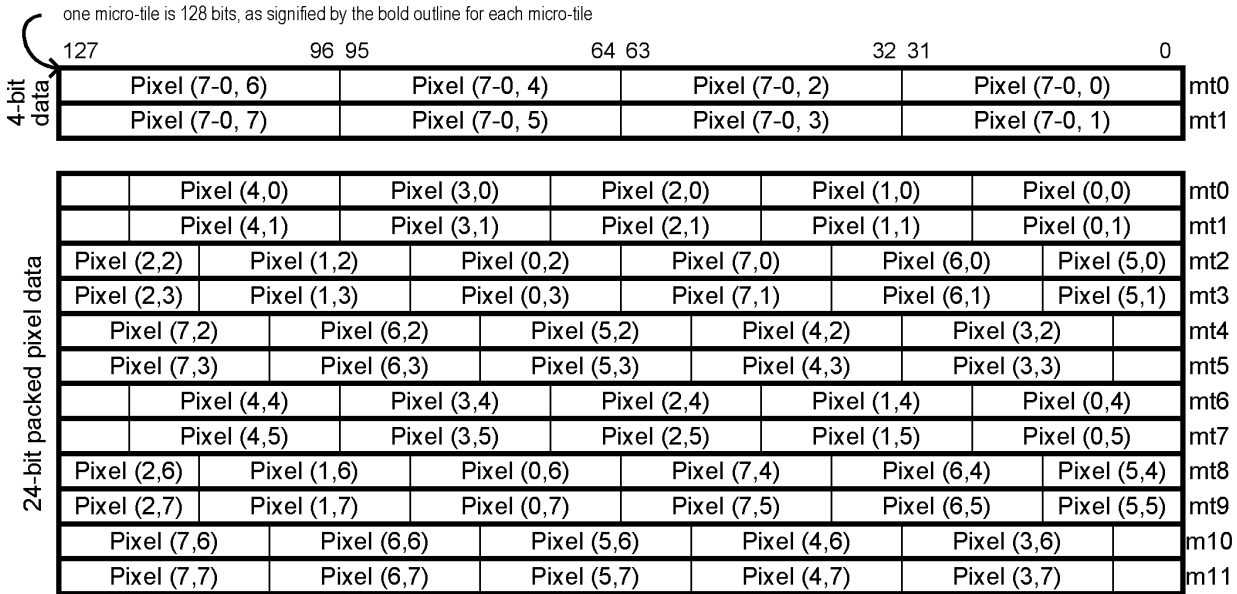 one micro-tile is 128 bits, as signified by the bold outline for each micro-tile
127 96 95 64 63 32 31 0
4-bit data
Pixel (7-0, 6) Pixel (7-0, 4) Pixel (7-0, 2) Pixel (7-0, 0) mt0
Pixel (7-0, 7) Pixel (7-0, 5) Pixel (7-0, 3) Pixel (7-0, 1) mt1
24-bit packed pixel data
Pixel (4,0) Pixel (3,0) Pixel (2,0) Pixel (1,0) Pixel (0,0) mt0
Pixel (4,1) Pixel (3,1) Pixel (2,1) Pixel (1,1) Pixel (0,1) mt1
Pixel (2,2) Pixel (1,2) Pixel (0,2) Pixel (7,0) Pixel (6,0) Pixel (5,0) mt2
Pixel (2,3) Pixel (1,3) Pixel (0,3) Pixel (7,1) Pixel (6,1) Pixel (5,1) mt3
Pixel (7,2) Pixel (6,2) Pixel (5,2) Pixel (4,2) Pixel (3,2) mt4
Pixel (7,3) Pixel (6,3) Pixel (5,3) Pixel (4,3) Pixel (3,3) mt5
Pixel (4,4) Pixel (3,4) Pixel (2,4) Pixel (1,4) Pixel (0,4) mt6
Pixel (4,5) Pixel (3,5) Pixel (2,5) Pixel (1,5) Pixel (0,5) mt7
Pixel (2,6) Pixel (1,6) Pixel (0,6) Pixel (7,4) Pixel (6,4) Pixel (5,4) mt8
Pixel (2,7) Pixel (1,7) Pixel (0,7) Pixel (7,5) Pixel (6,5) Pixel (5,5) mt9
Pixel (7,6) Pixel (6,6) Pixel (5,6) Pixel (4,6) Pixel (3,6) m10
Pixel (7,7) Pixel (6,7) Pixel (5,7) Pixel (4,7) Pixel (3,7) m11